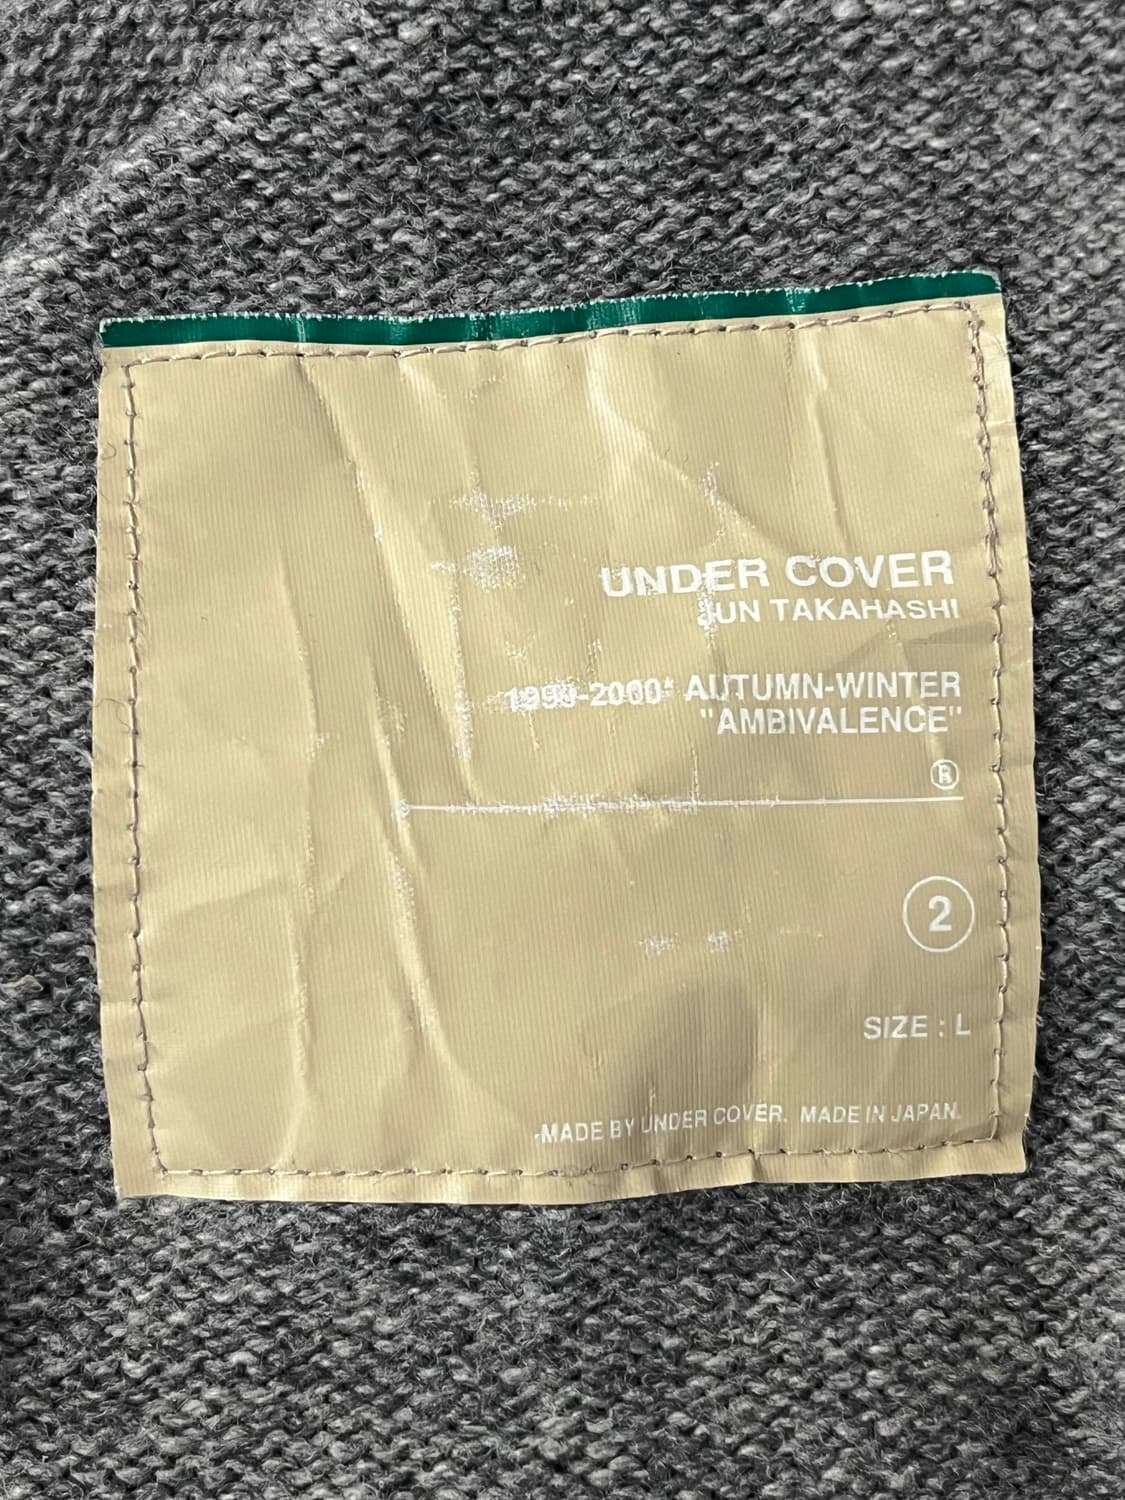 UNDER COVER
JUN TAKAHASHI
1999-2000* AUTUMN-WINTER
"AMBIVALENCE"
®
2
SIZE : L
MADE BY UNDER COVER. MADE IN JAPAN.